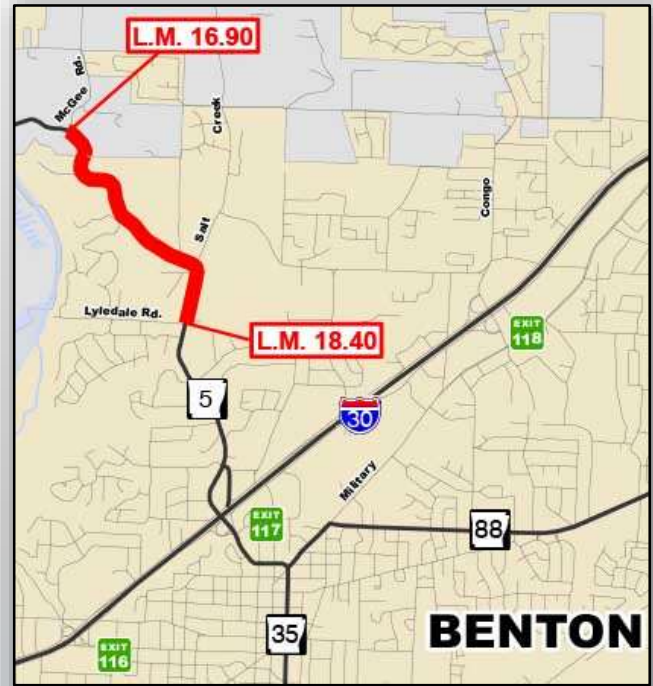 L.M. 16.90
McGee Rd.
Creek
Salt
Congo
Lyledale Rd.
L.M. 18.40
EXIT
118
5
30
Military
EXIT
117
88
35
BENTON
EXIT
116